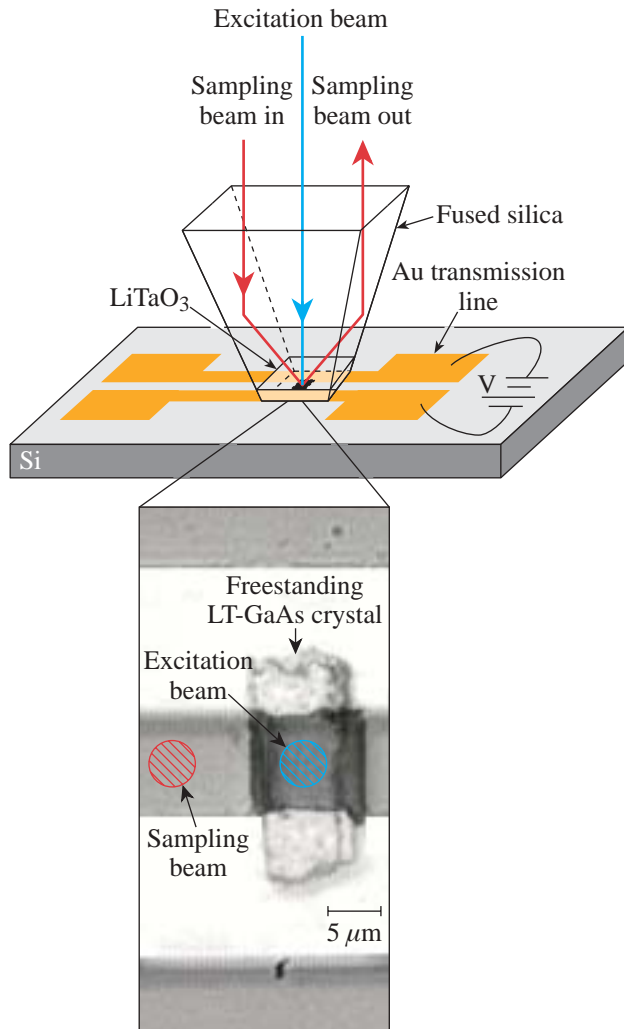 Excitation beam
Sampling
beam in
Sampling
beam out
Fused silica
LiTaO3
Au transmission
line
V
Si
Freestanding
LT-GaAs crystal
Excitation
beam
Sampling
beam
5 μm